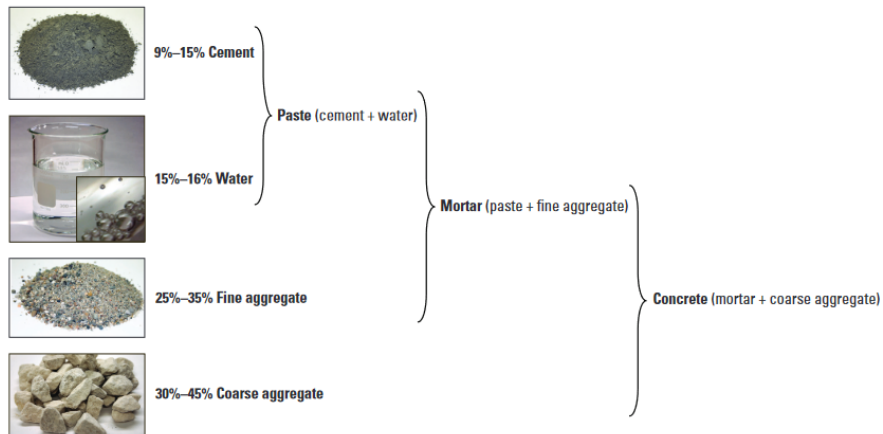 9%–15% Cement
Paste (cement + water)
15%–16% Water
Mortar (paste + fine aggregate)
25%–35% Fine aggregate
Concrete (mortar + coarse aggregate)
30%–45% Coarse aggregate